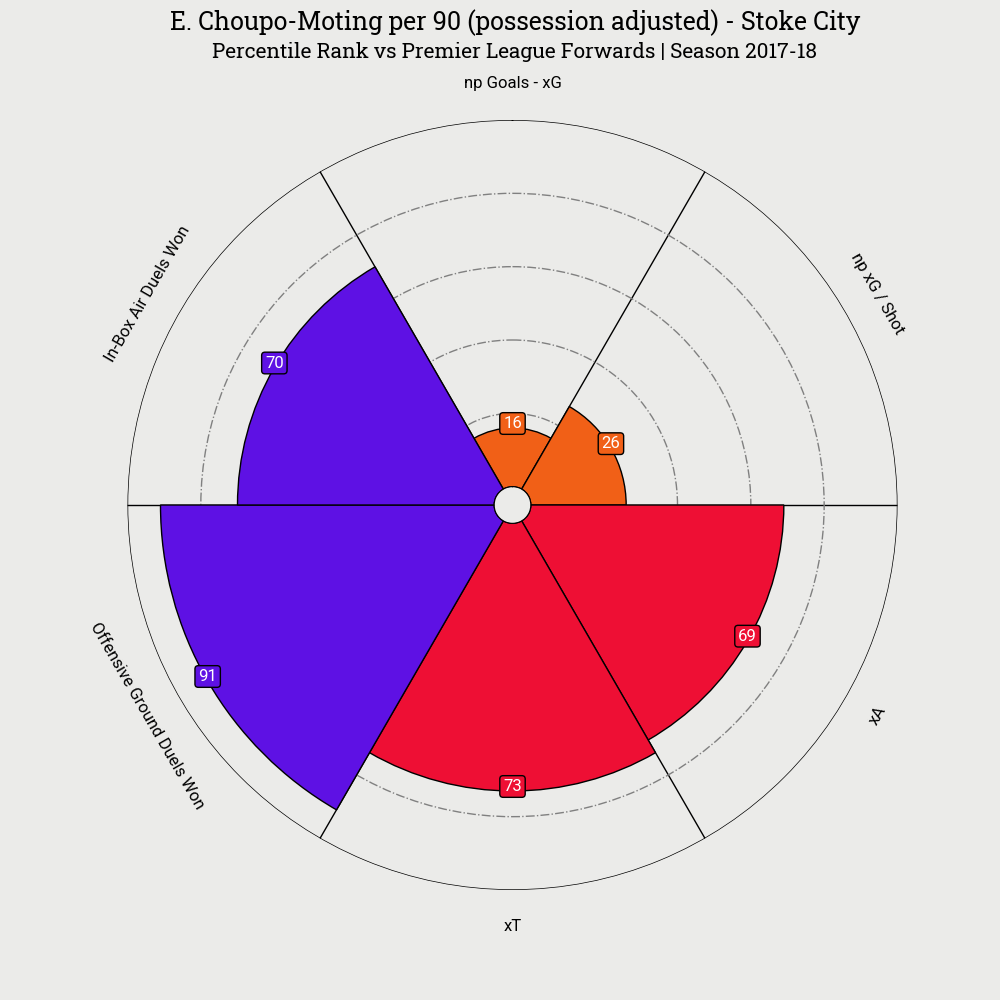 E. Choupo-Moting per 90 (possession adjusted) - Stoke City
Percentile Rank vs Premier League Forwards | Season 2017-18
np Goals - xG
np xG / Shot
In-Box Air Duels Won
70
16
26
69
91
73
Offensive Ground Duels Won
xA
xT